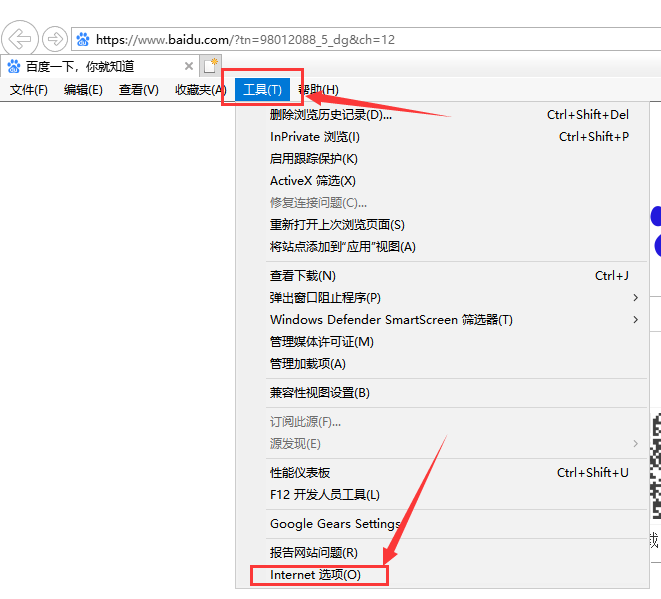 https://www.baidu.com/?tn=98012088_5_dg&ch=12
百度一下，你就知道
文件(F) 编辑(E) 查看(V) 收藏夹(A) 工具(T) 帮助(H)
删除浏览历史记录(D)... Ctrl+Shift+Del
InPrivate 浏览(I) Ctrl+Shift+P
启用跟踪保护(K)
ActiveX 筛选(X)
修复连接问题(C)...
重新打开上次浏览页面(S)
将站点添加到“应用”视图(A)
查看下载(N) Ctrl+J
弹出窗口阻止程序(P)
Windows Defender SmartScreen 筛选器(T)
管理媒体许可证(M)
管理加载项(A)
兼容性视图设置(B)
订阅此源(F)...
源发现(E)
性能仪表板 Ctrl+Shift+U
F12 开发人员工具(L)
Google Gears Settings
报告网站问题(R)
Internet 选项(O)